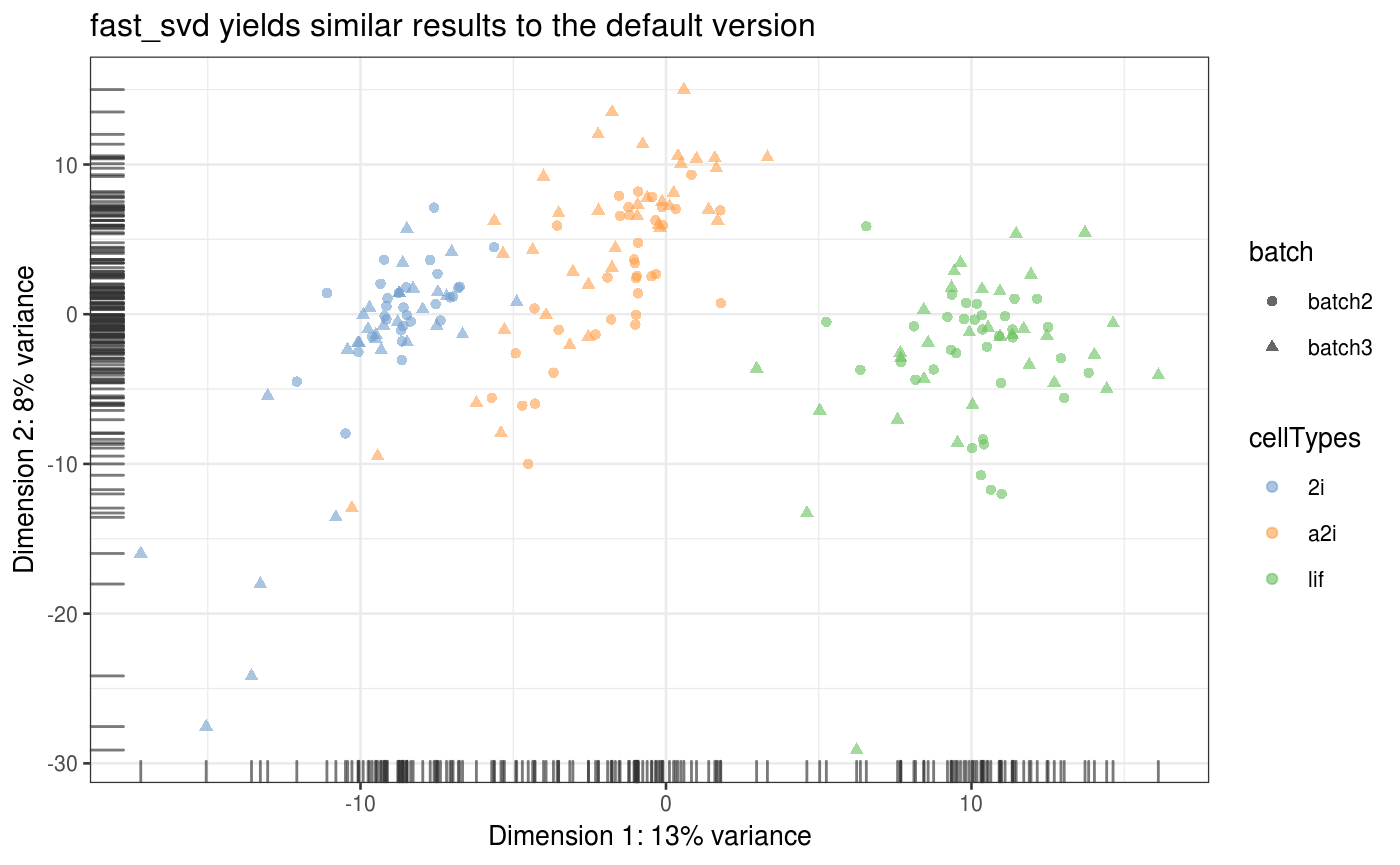 fast_svd yields similar results to the default version
10
0
-10
-20
-30
Dimension 2: 8% variance
-10
0
10
Dimension 1: 13% variance
batch
batch2
batch3
cellTypes
2i
a2i
lif